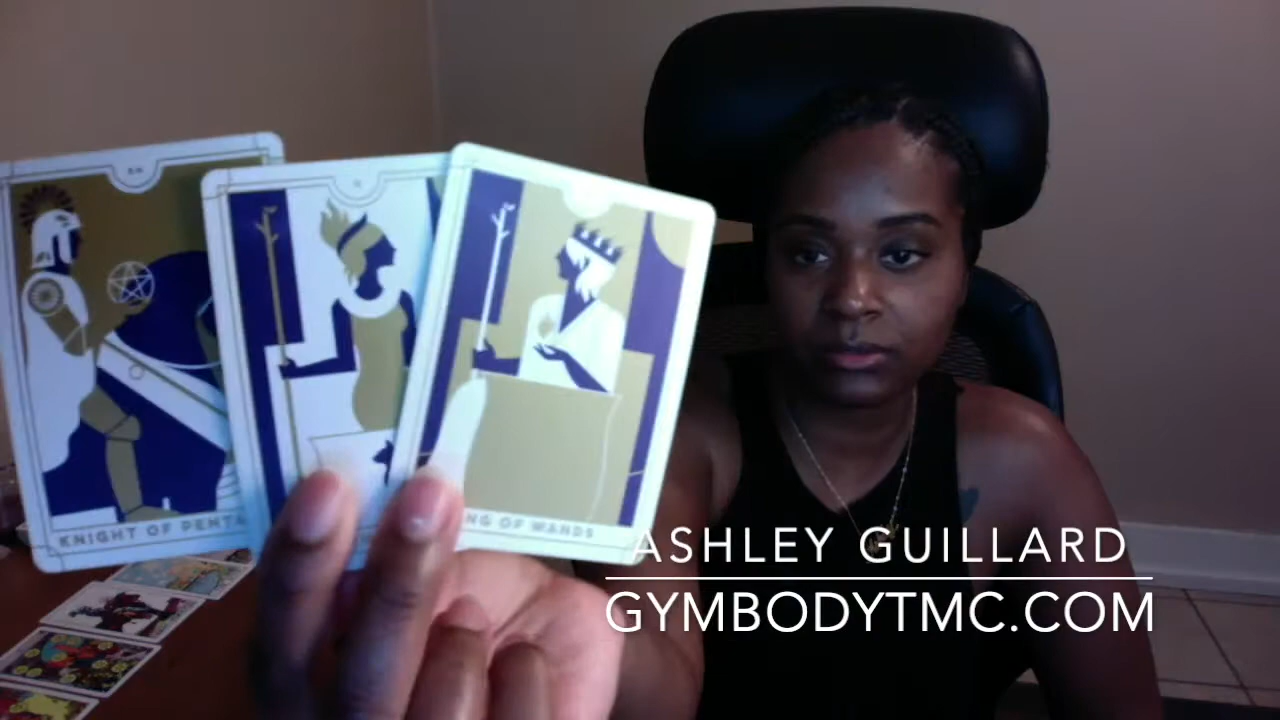 KNIGHT OF PENTA
NG OF WANDS
ASHLEY GUILLARD
GYMBODYTMC.COM